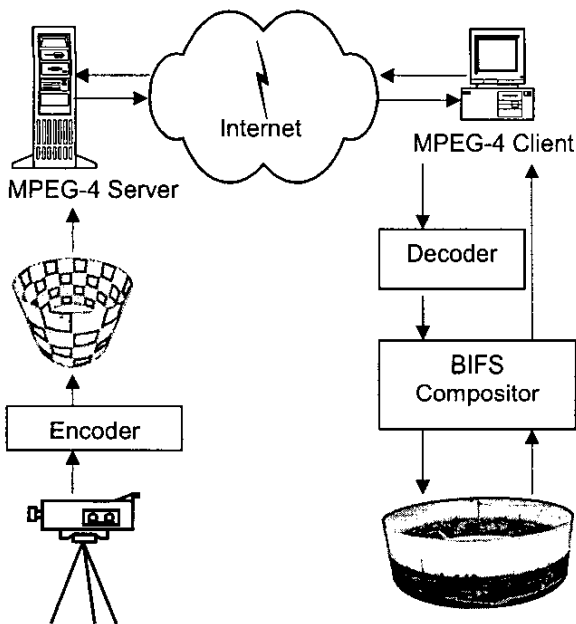 Internet
MPEG-4 Server
MPEG-4 Client
Decoder
BIFS
Compositor
Encoder